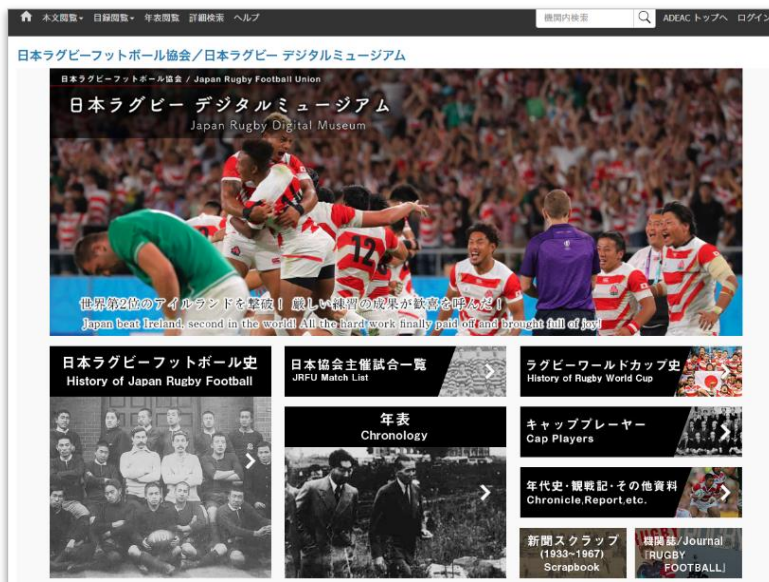 本文閲覧 目録閲覧 年表閲覧 詳細検索 ヘルプ
機関内検索
ADEAC トップへ ログイン
日本ラグビーフットボール協会／日本ラグビー デジタルミュージアム
日本ラグビーフットボール協会 / Japan Rugby Football Union
日本ラグビー デジタルミュージアム
Japan Rugby Digital Museum
12
世界第2位のアイルランドを撃破！ 厳しい練習の成果が歓喜を呼んだ！
Japan beat Ireland, second in the world! All the hard work finally paid off and brought full of joy!
日本ラグビーフットボール史
History of Japan Rugby Football
日本協会主催試合一覧
JRFU Match List
年表
Chronology
ラグビーワールドカップ史
History of Rugby World Cup
キャッププレーヤー
Cap Players
年代史・観戦記・その他資料
Chronicle,Report,etc.
新聞スクラップ
(1933~1967)
Scrapbook
機関誌/Journal
『RUGBY
FOOTBALL』